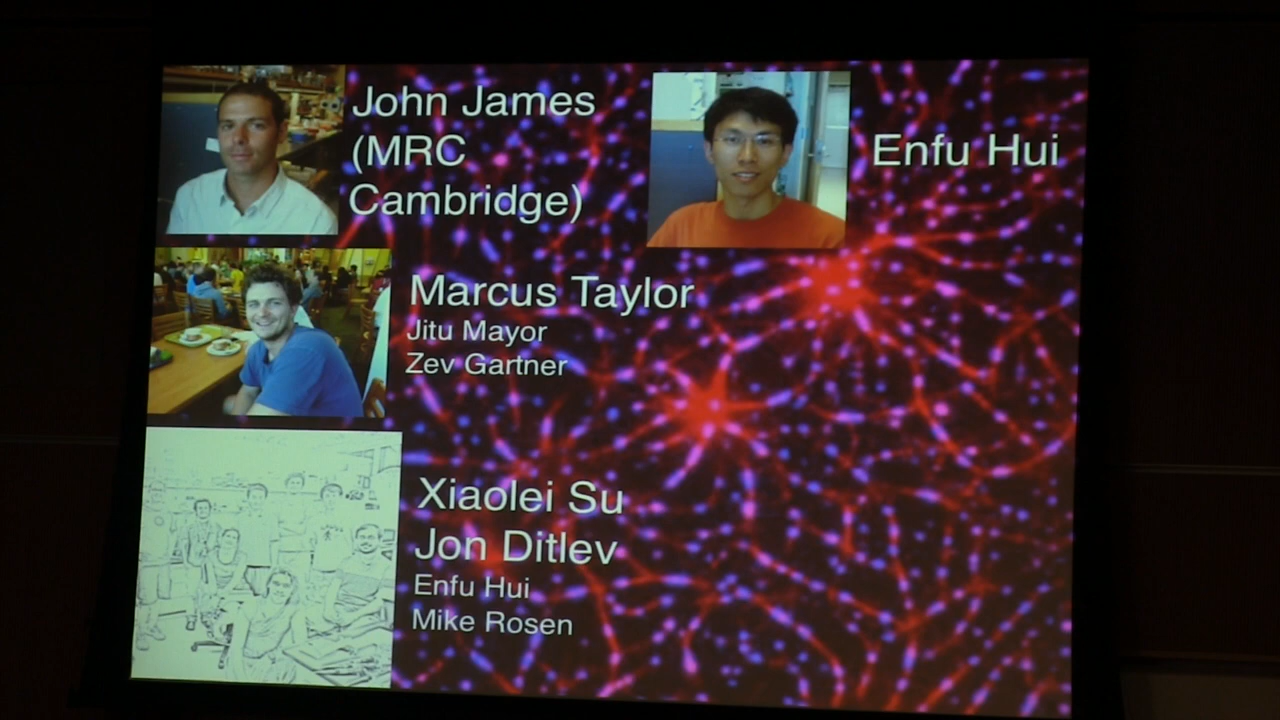 John James
(MRC
Cambridge)
Enfu Hui
Marcus Taylor
Jitu Mayor
Zev Gartner
Xiaolei Su
Jon Ditlev
Enfu Hui
Mike Rosen